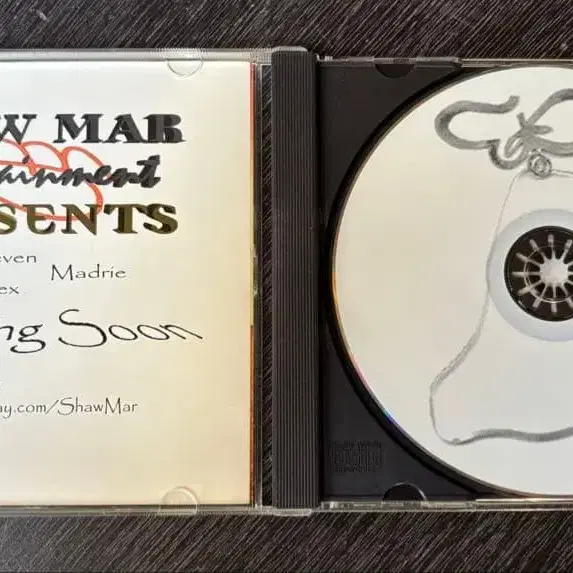 W MAR
ainment
SENTS
even
Madrie
ex
ng Soon
ay.com/ShawMar